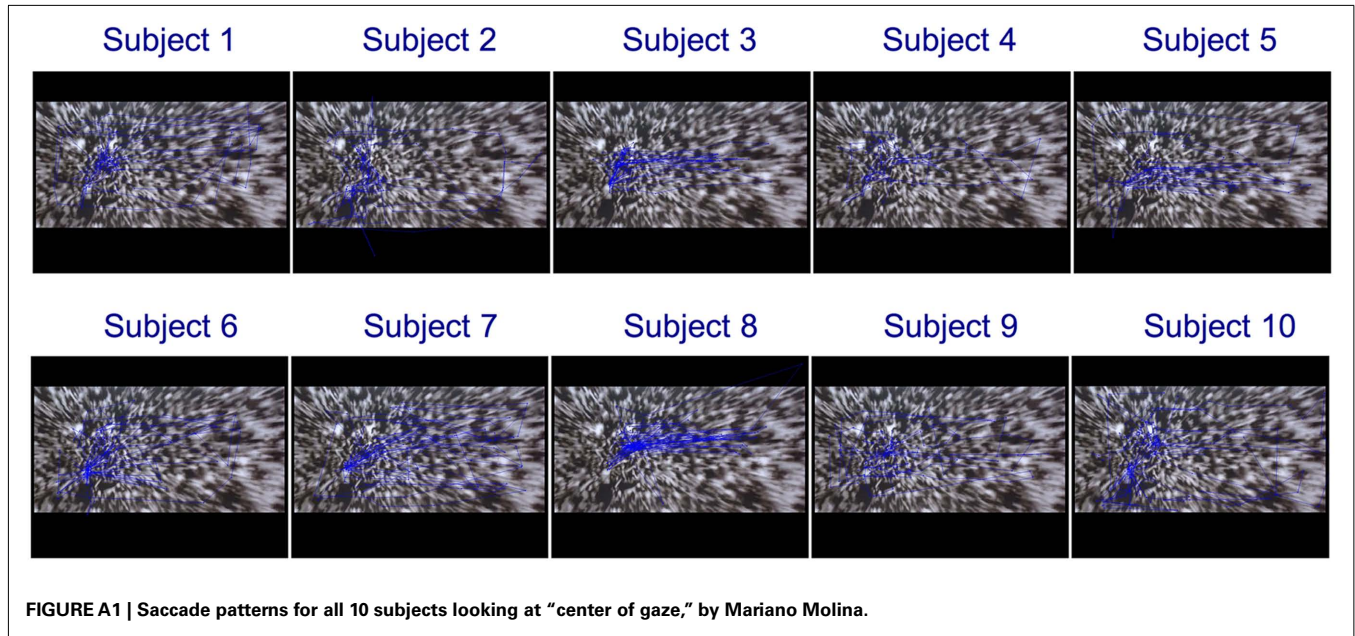 Subject 1 Subject 2 Subject 3 Subject 4 Subject 5
Subject 6 Subject 7 Subject 8 Subject 9 Subject 10
FIGURE A1 | Saccade patterns for all 10 subjects looking at “center of gaze,” by Mariano Molina.